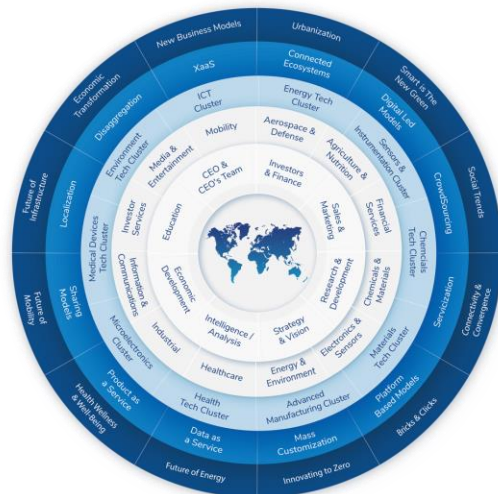 New Business Models
Urbanization
Smart is The
New Green
Social Trends
Connectivity &
Convergence
Bricks & Clicks
Innovating to Zero
Future of Energy
Health Wellness
& Well-Being
Future of
Mobility
Future of
Infrastructure
Economic
Transformation
XaaS
Connected
Ecosystems
Digital Led
Models
CrowdSourcing
Servicization
Platform
Based Models
Mass
Customization
Data as
a Service
Product as
a Service
Sharing
Models
Localization
Disaggregation
ICT
Cluster
Energy Tech
Cluster
Sensors &
Instrumentation Cluster
Chemcials
Tech Cluster
Materials
Tech Cluster
Advanced
Manufacturing Cluster
Health
Tech Cluster
Microelectronics
Cluster
Medical Devices
Tech Cluster
Environment
Tech Cluster
Mobility
Aerospace &
Defense
Agriculture &
Nutrition
Financial
Services
Chemicals
& Materials
Electronics &
Sensors
Energy &
Environment
Healthcare
Industrial
Information &
Communications
Investor
Services
Media &
Entertainment
CEO &
CEO's Team
Investors
& Finance
Sales &
Marketing
Research &
Development
Strategy
& Vision
Intelligence /
Analysis
Economic
Development
Education